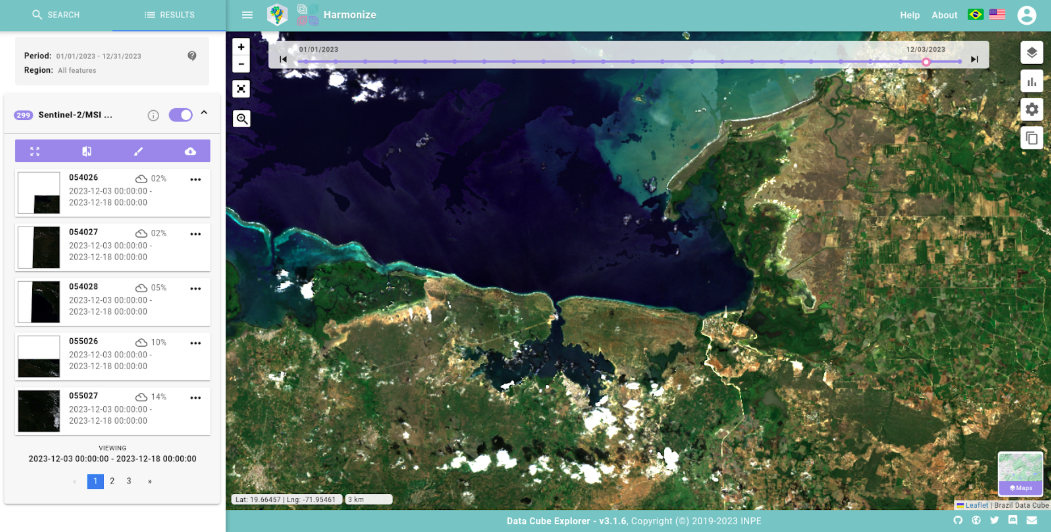 SEARCH
RESULTS
Harmonize
Help
About
Period: 01/01/2023 - 12/31/2023
Region: All features
299 Sentinel-2/MSI ...
054026 02%
2023-12-03 00:00:00 -
2023-12-18 00:00:00
054027 02%
2023-12-03 00:00:00 -
2023-12-18 00:00:00
054028 05%
2023-12-03 00:00:00 -
2023-12-18 00:00:00
055026 10%
2023-12-03 00:00:00 -
2023-12-18 00:00:00
055027 14%
2023-12-03 00:00:00 -
2023-12-18 00:00:00
VIEWING
2023-12-03 00:00:00 - 2023-12-18 00:00:00
« 1 2 3 »
+
-
01/01/2023
12/03/2023
Lat: 19.66457 | Lng: -71.95461
3 km
Maps
Leaflet | Brazil Data Cube
Data Cube Explorer - v3.1.6, Copyright (©) 2019-2023 INPE